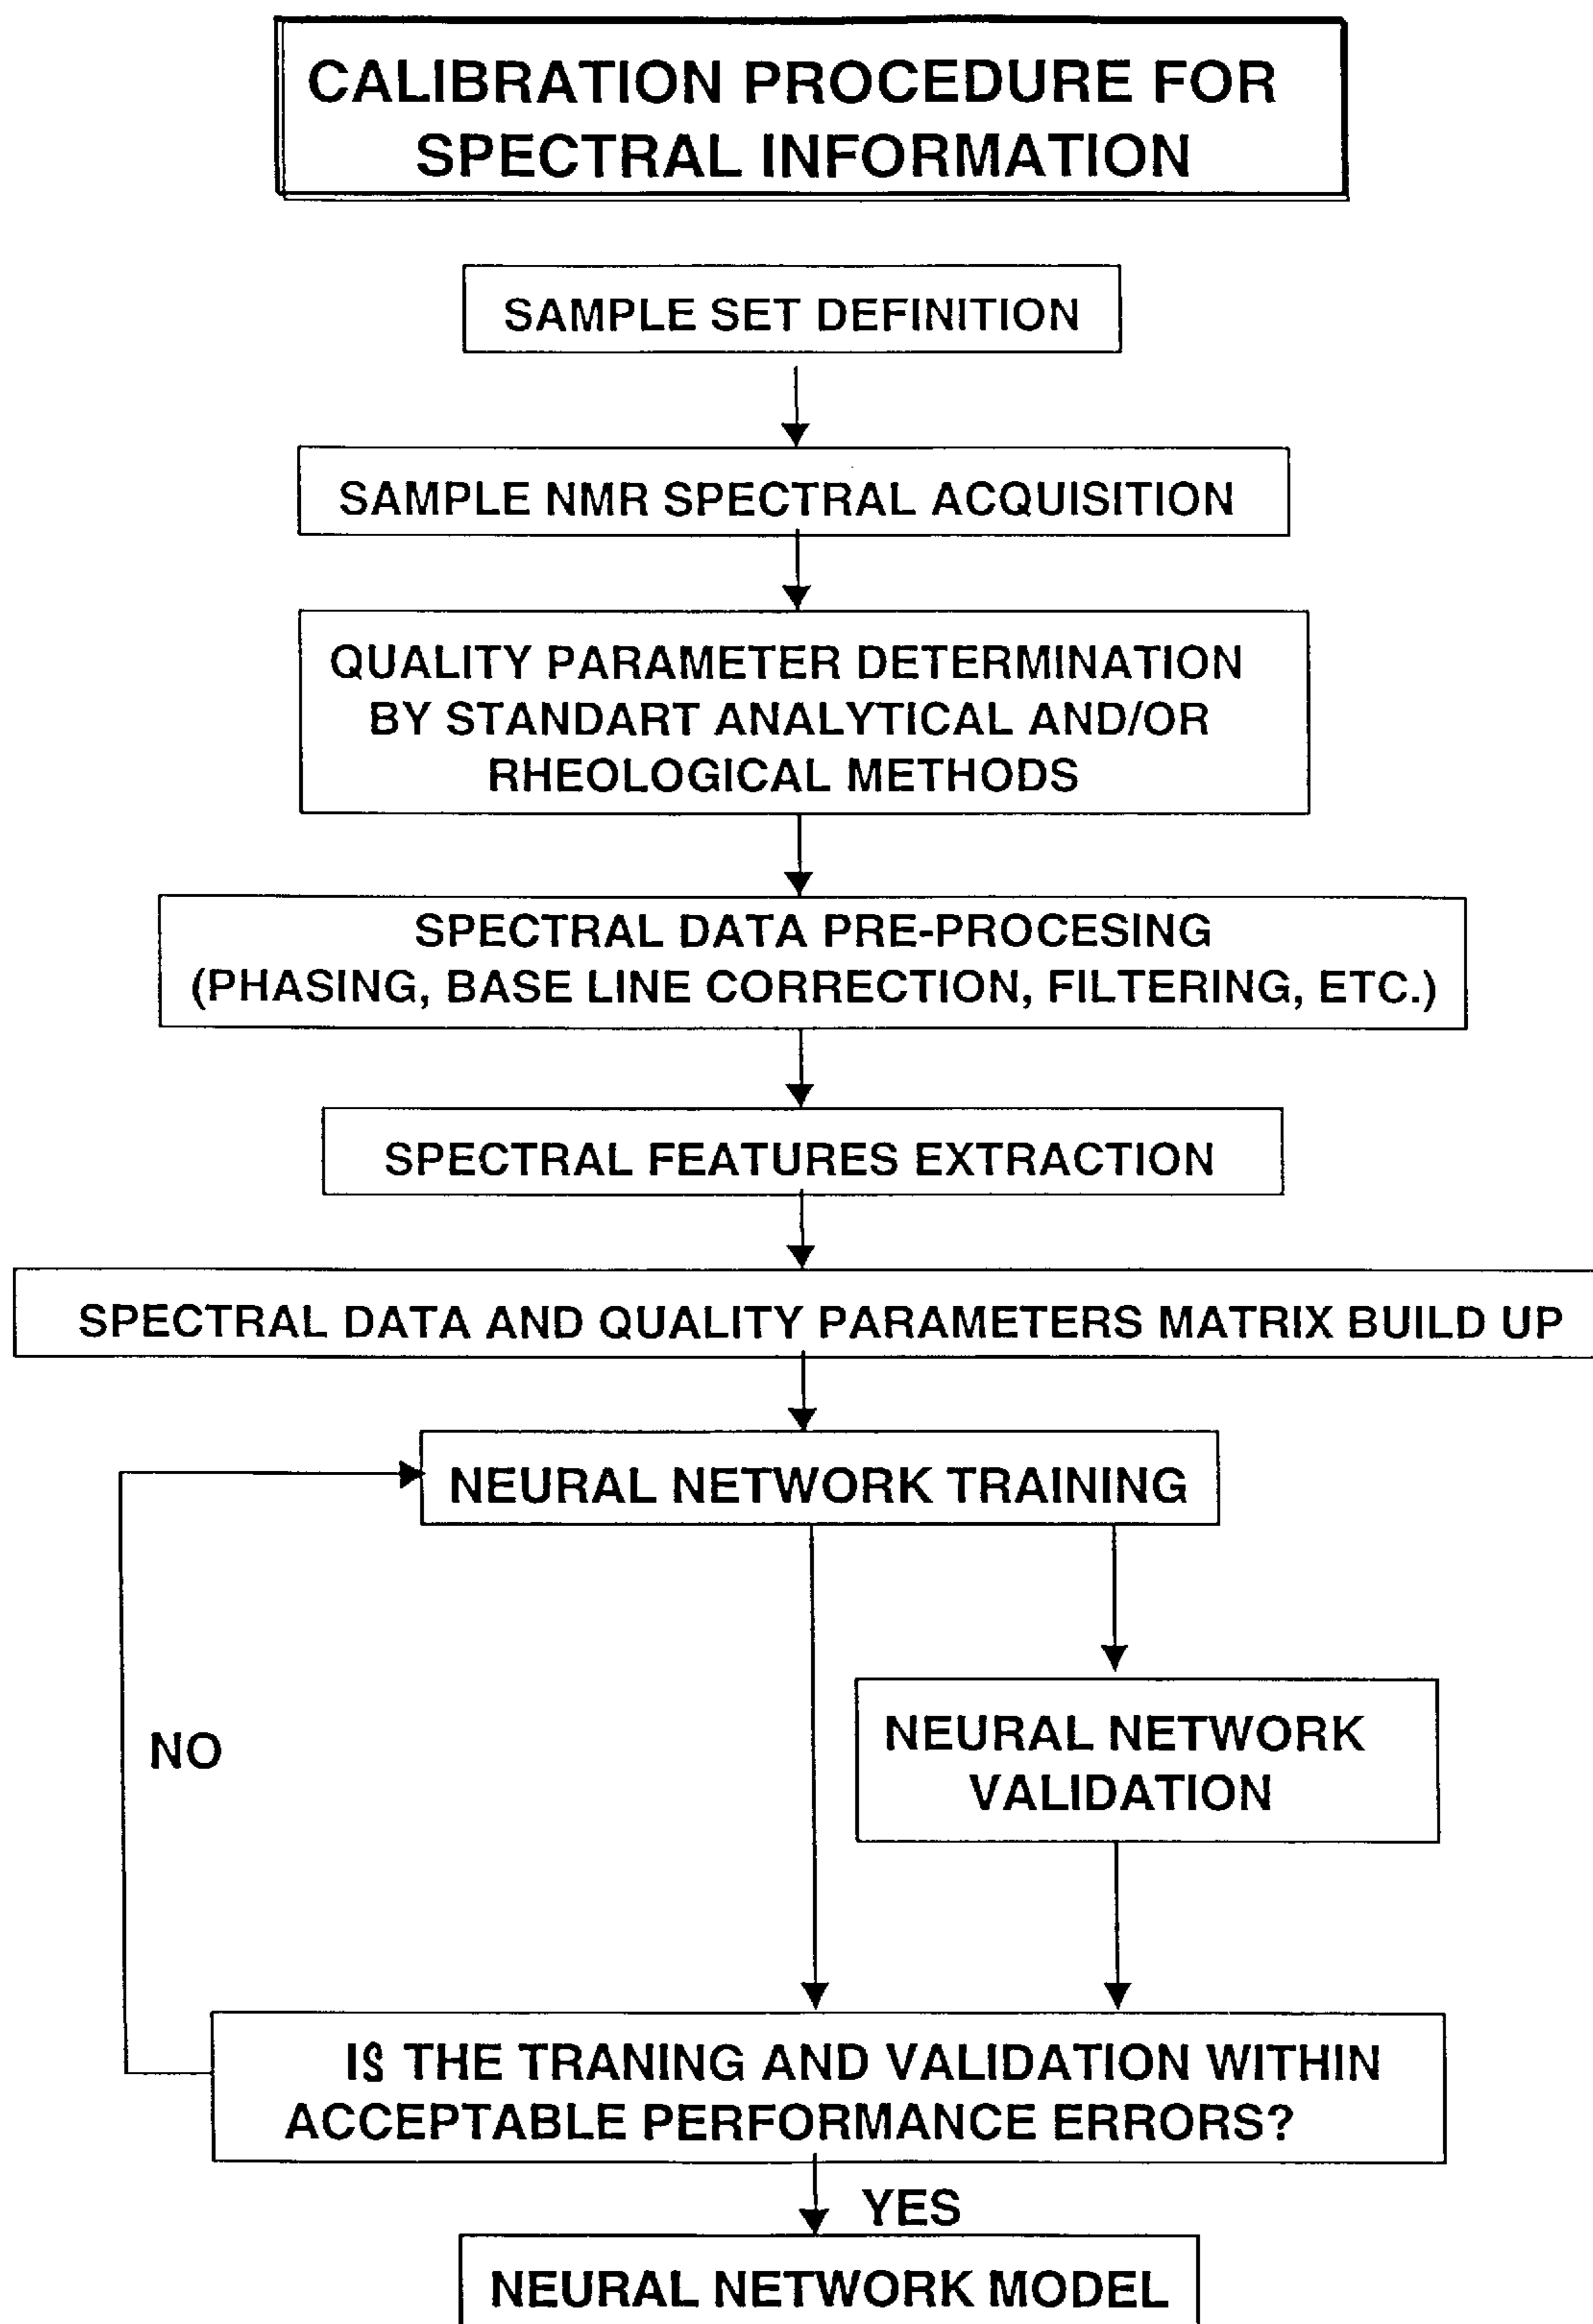 CALIBRATION PROCEDURE FOR
SPECTRAL INFORMATION
SAMPLE SET DEFINITION
SAMPLE NMR SPECTRAL ACQUISITION
QUALITY PARAMETER DETERMINATION
BY STANDART ANALYTICAL AND/OR
RHEOLOGICAL METHODS
SPECTRAL DATA PRE-PROCESING
(PHASING, BASE LINE CORRECTION, FILTERING, ETC.)
SPECTRAL FEATURES EXTRACTION
SPECTRAL DATA AND QUALITY PARAMETERS MATRIX BUILD UP
NEURAL NETWORK TRAINING
NEURAL NETWORK
VALIDATION
NO
IS THE TRANING AND VALIDATION WITHIN
ACCEPTABLE PERFORMANCE ERRORS?
YES
NEURAL NETWORK MODEL